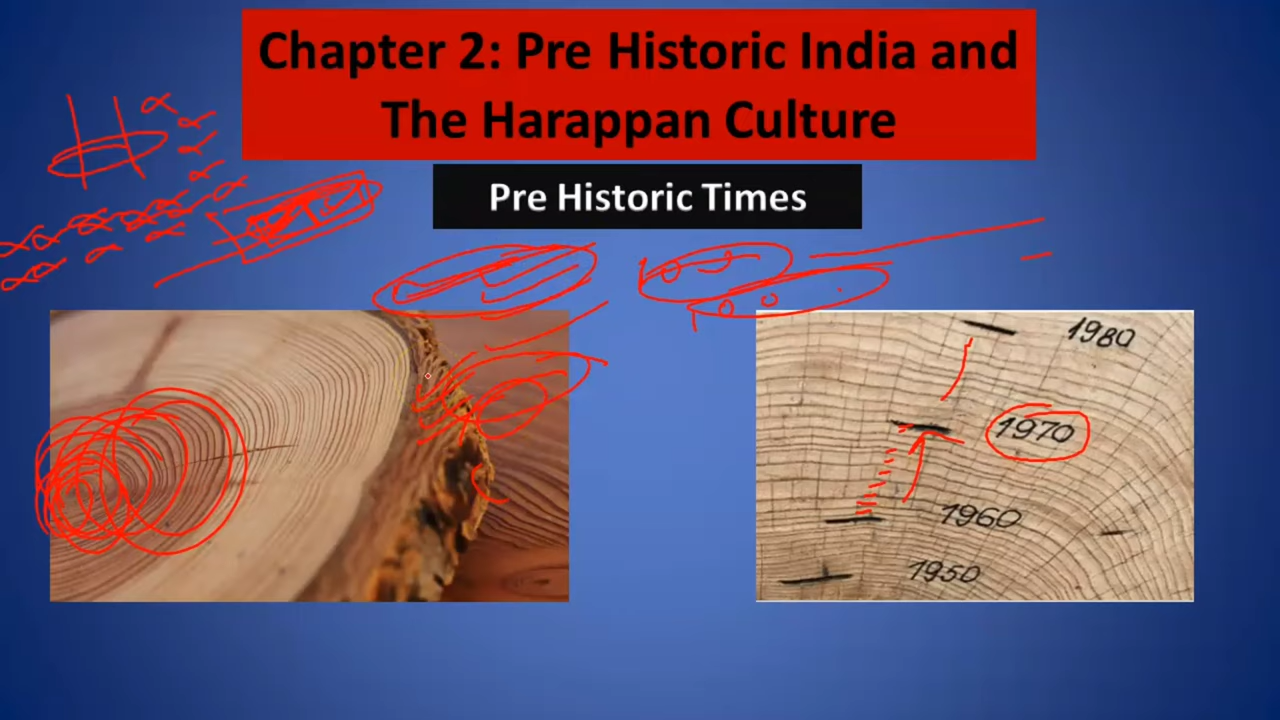 Chapter 2: Pre Historic India and
The Harappan Culture
Pre Historic Times
1980
1970
1960
1950